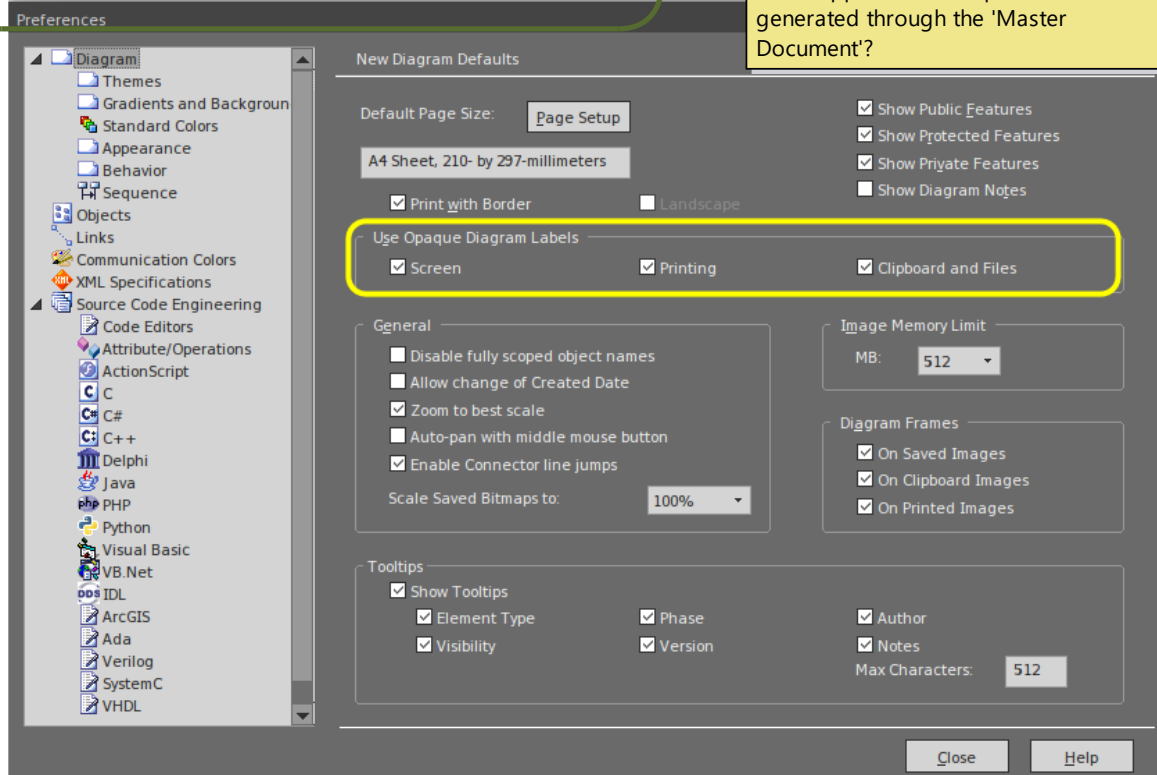 generated through the 'Master
Document'?
Preferences
Diagram
Themes
Gradients and Backgroun
Standard Colors
Appearance
Behavior
Sequence
Objects
Links
Communication Colors
XML Specifications
Source Code Engineering
Code Editors
Attribute/Operations
ActionScript
C
C#
C++
Delphi
Java
PHP
Python
Visual Basic
VB.Net
IDL
ArcGIS
Ada
Verilog
SystemC
VHDL
New Diagram Defaults
Default Page Size:
Page Setup
A4 Sheet, 210- by 297-millimeters
Print with Border
Landscape
Show Public Features
Show Protected Features
Show Private Features
Show Diagram Notes
Use Opaque Diagram Labels
Screen
Printing
Clipboard and Files
General
Disable fully scoped object names
Allow change of Created Date
Zoom to best scale
Auto-pan with middle mouse button
Enable Connector line jumps
Scale Saved Bitmaps to:
100%
Image Memory Limit
MB:
512
Diagram Frames
On Saved Images
On Clipboard Images
On Printed Images
Tooltips
Show Tooltips
Element Type
Phase
Author
Visibility
Version
Notes
Max Characters:
512
Close
Help